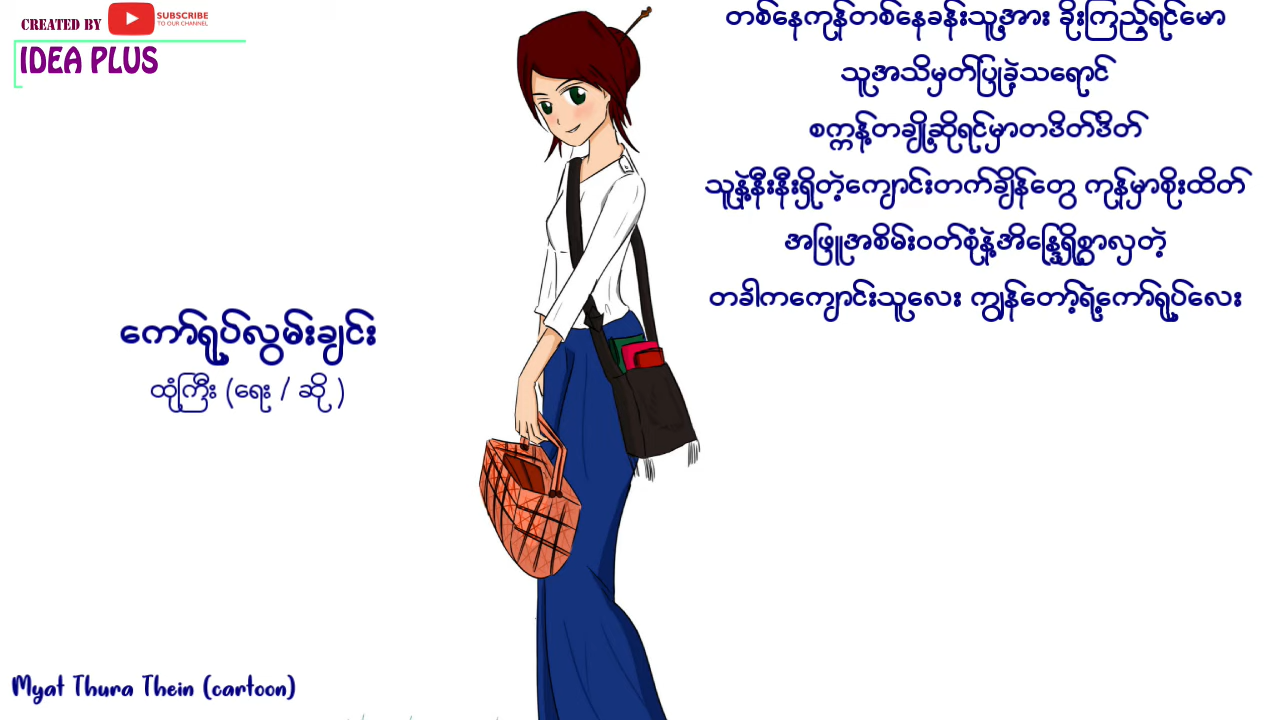 CREATED BY
SUBSCRIBE
TO OUR CHANNEL
IDEA PLUS
တစ်နေကုန်တစ်နေခန်းသူ့အား ခိုးကြည့်ရင်မော
သူအသိမှတ်ပြုခဲ့သရောင်
စက္ကန့်တချို့ဆိုရင်မှာတဒိတ်ဒိတ်
သူနဲ့နီးနီးရှိတဲ့ကျောင်းတက်ချိန်တွေ ကုန်မှာစိုးထိတ်
အဖြူအစိမ်းဝတ်စုံနဲ့အိန္ဒြေရှိစွာလှတဲ့
တခါကကျောင်းသူလေး ကျွန်တော့်ရဲ့ကော်ရုပ်လေး
ကော်ရုပ်လွမ်းချင်း
ထုံကြီး (ရေး / ဆို )
Myat Thura Thein (cartoon)